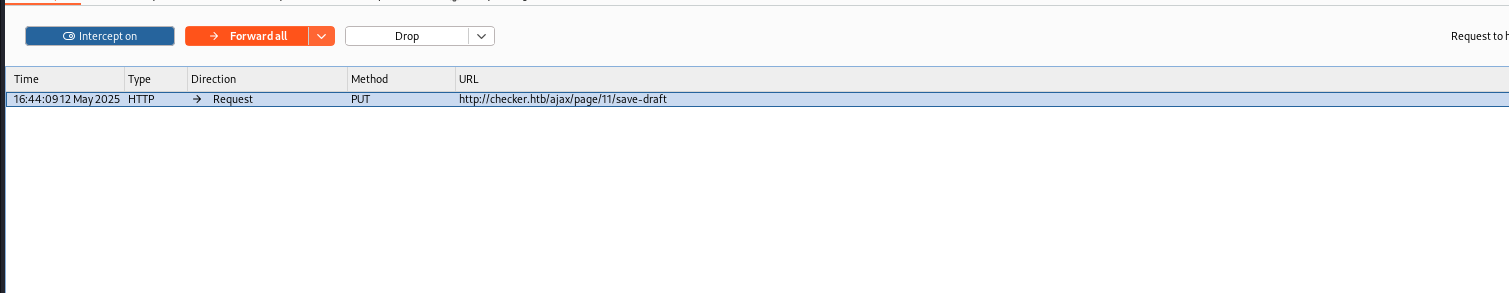 Intercept on Forward all Drop Request to h
Time Type Direction Method URL
16:44:09 12 May 2025 HTTP → Request PUT http://checker.htb/ajax/page/11/save-draft